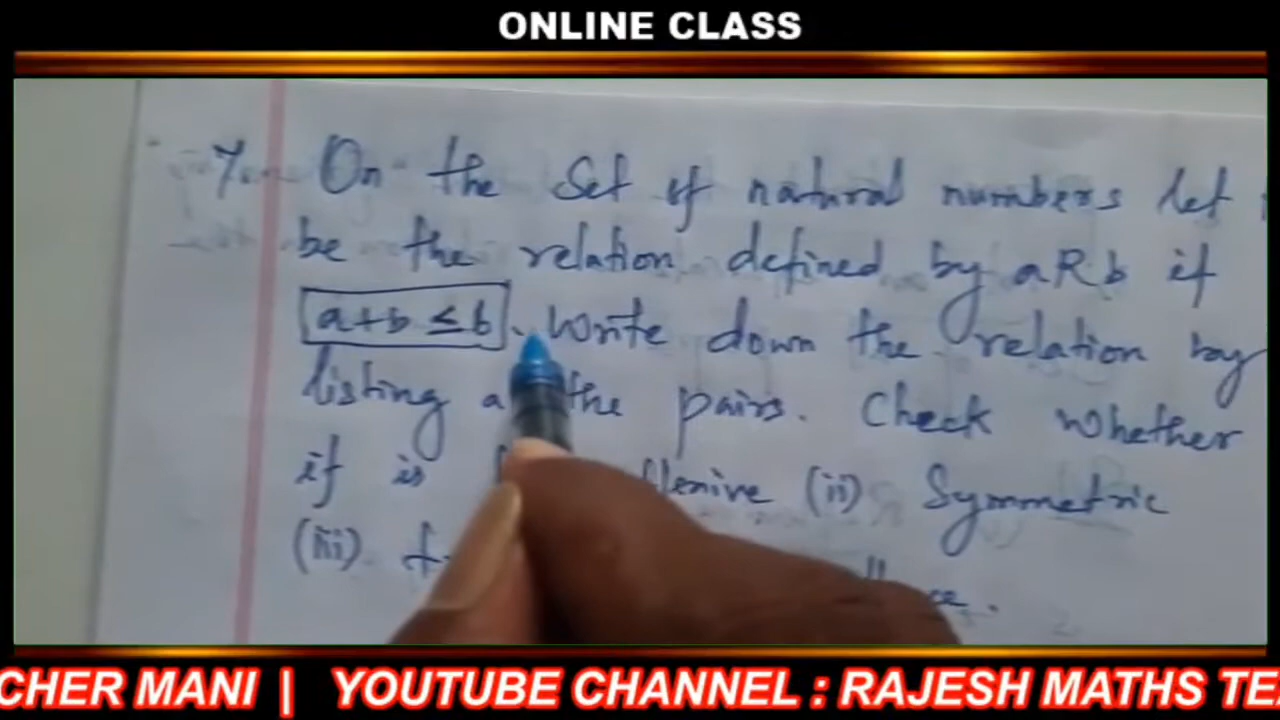 ONLINE CLASS
7. On the Set of natural numbers let
be the relation defined by aRb if
a+b ≤ b. Write down the relation by
listing the pairs. Check whether
if is (ii) Symmetric
(iii)
CHER MANI | YOUTUBE CHANNEL : RAJESH MATHS TE